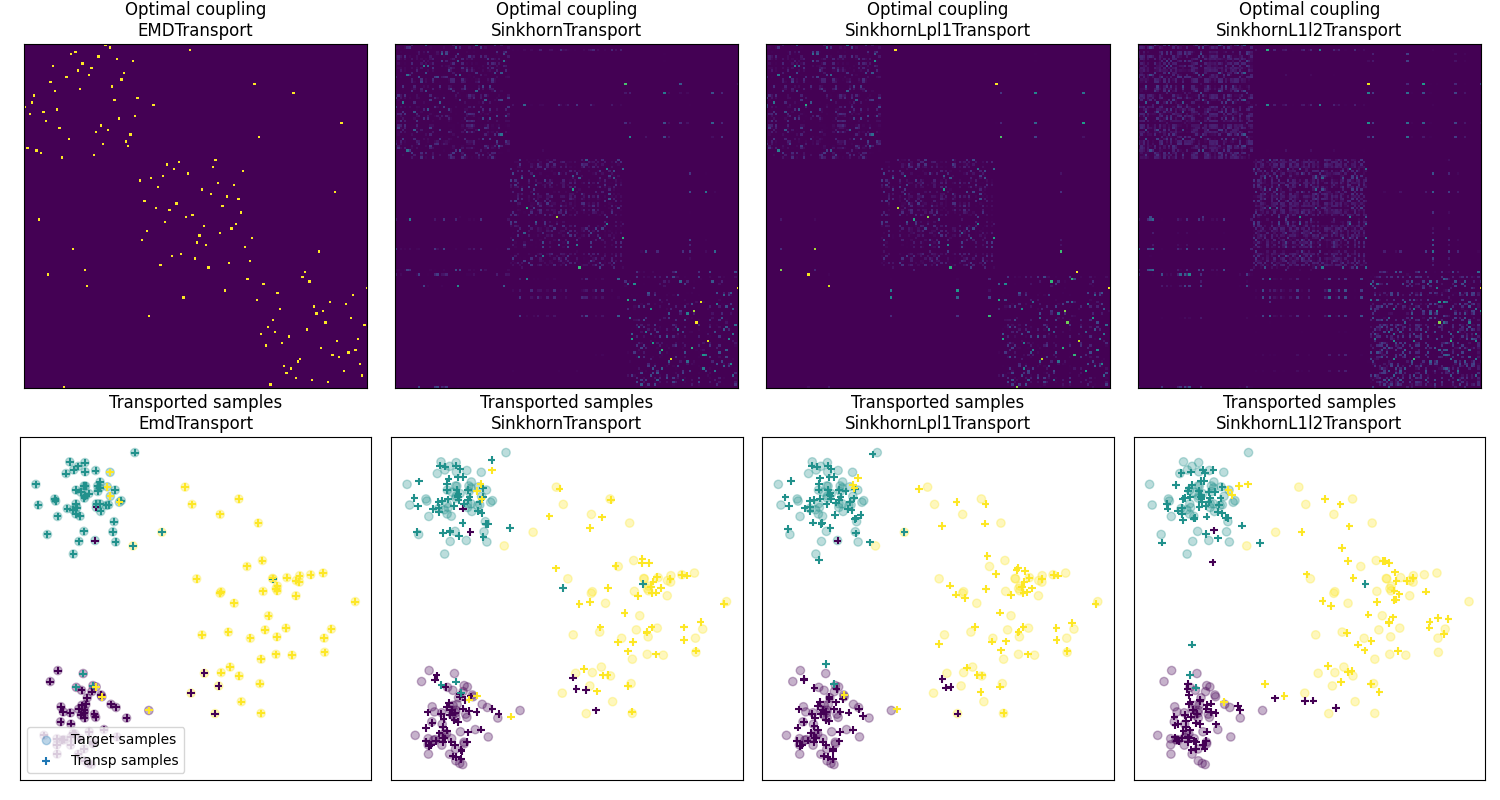 Optimal coupling
EMDTransport
Optimal coupling
SinkhornTransport
Optimal coupling
SinkhornLpl1Transport
Optimal coupling
SinkhornL1l2Transport
Transported samples
EmdTransport
Transported samples
SinkhornTransport
Transported samples
SinkhornLpl1Transport
Transported samples
SinkhornL1l2Transport
Target samples
Transp samples